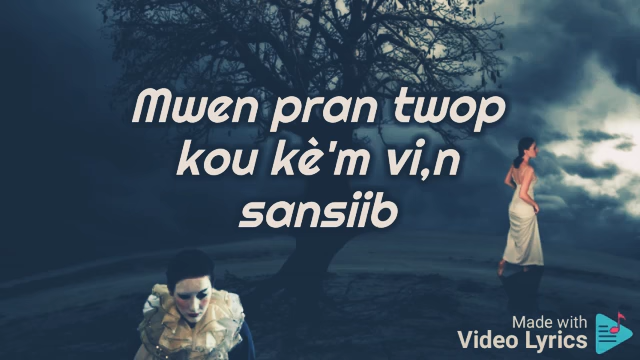 Mwen pran twop
kou kè'm vi,n
sansiib
Made with
Video Lyrics